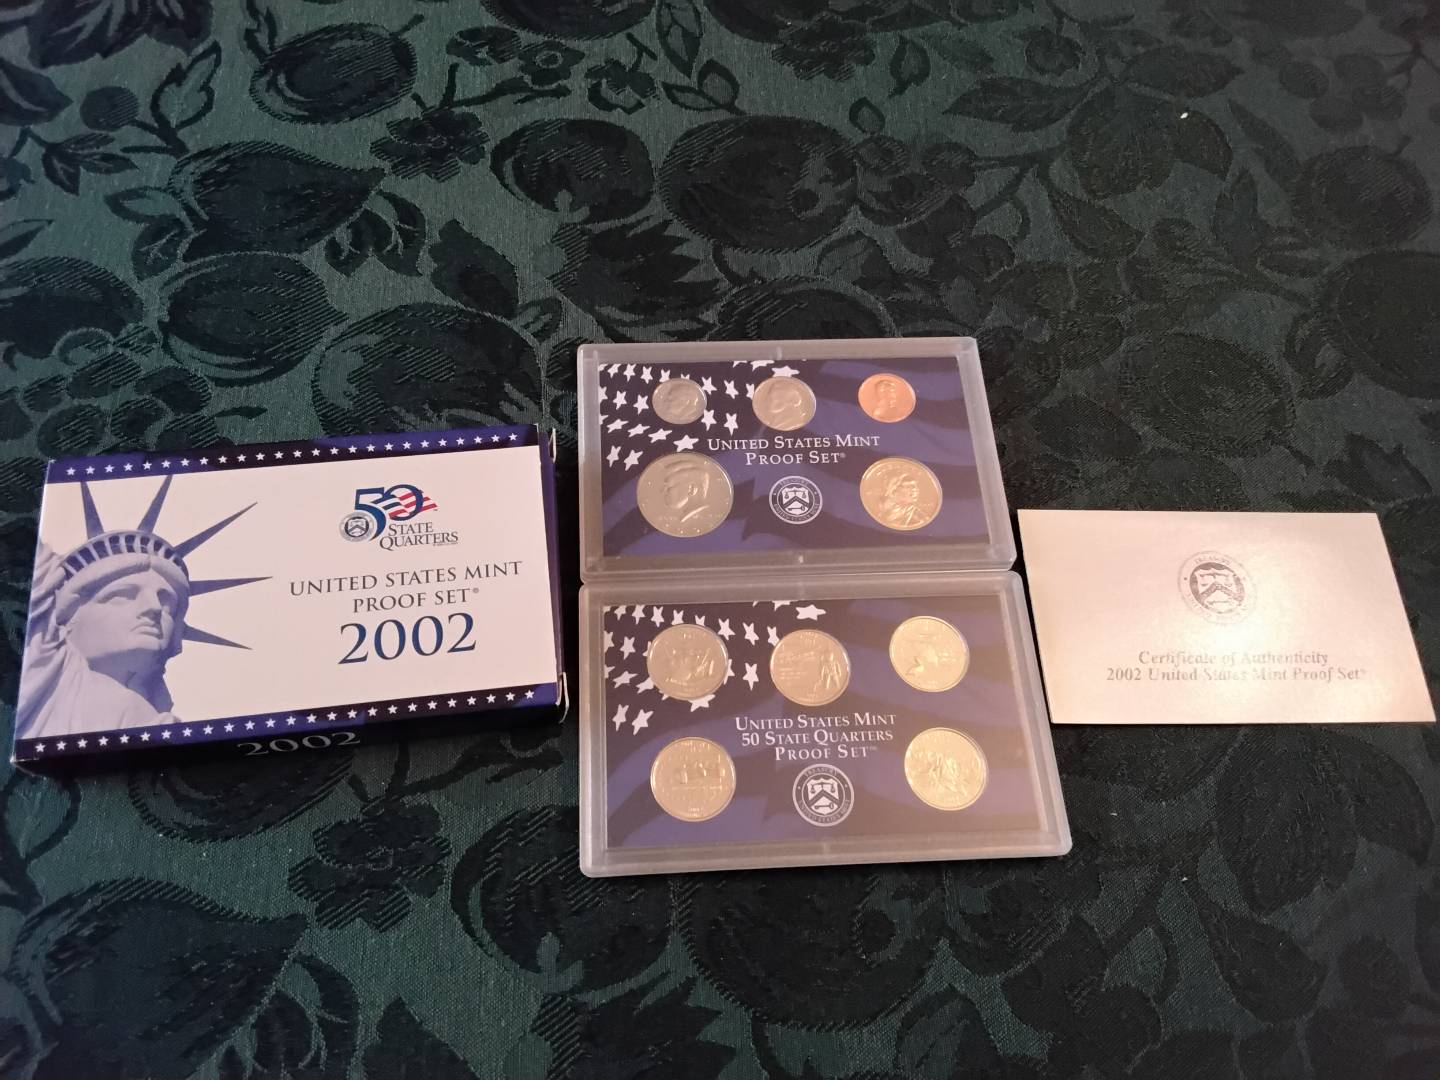 50
STATE
QUARTERS
UNITED STATES MINT
PROOF SET®
2002
2002
UNITED STATES MINT
PROOF SET®
UNITED STATES MINT
50 STATE QUARTERS
PROOF SET™
Certificate of Authenticity
2002 United States Mint Proof Set®